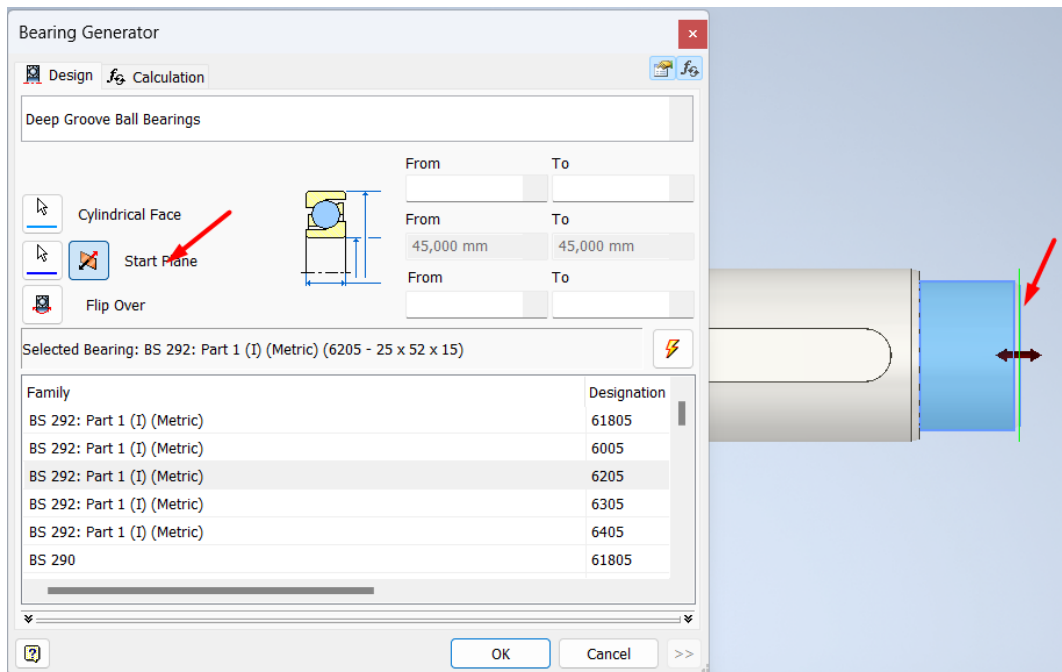 Bearing Generator
Design
Calculation
Deep Groove Ball Bearings
From To
Cylindrical Face
From To
45,000 mm 45,000 mm
Start Plane
From To
Flip Over
Selected Bearing: BS 292: Part 1 (I) (Metric) (6205 - 25 x 52 x 15)
Family Designation
BS 292: Part 1 (I) (Metric) 61805
BS 292: Part 1 (I) (Metric) 6005
BS 292: Part 1 (I) (Metric) 6205
BS 292: Part 1 (I) (Metric) 6305
BS 292: Part 1 (I) (Metric) 6405
BS 290 61805
OK Cancel >>